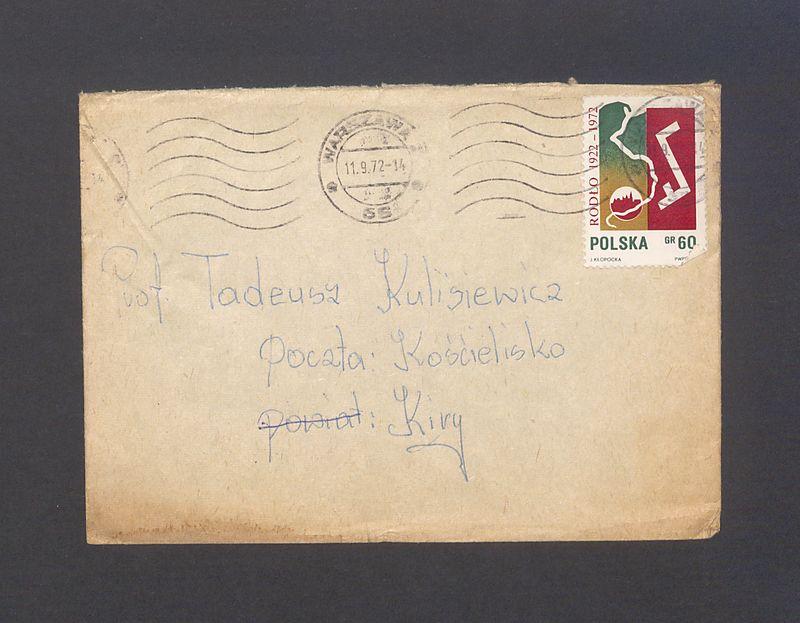 WARSZAWA
11.9.72-14
RODŁO 1922-1972
POLSKA GR 60
J. KŁOPOCKA
Prof. Tadeusz Kulisiewicz
Poczta: Kościelisko
powiat: Kiry